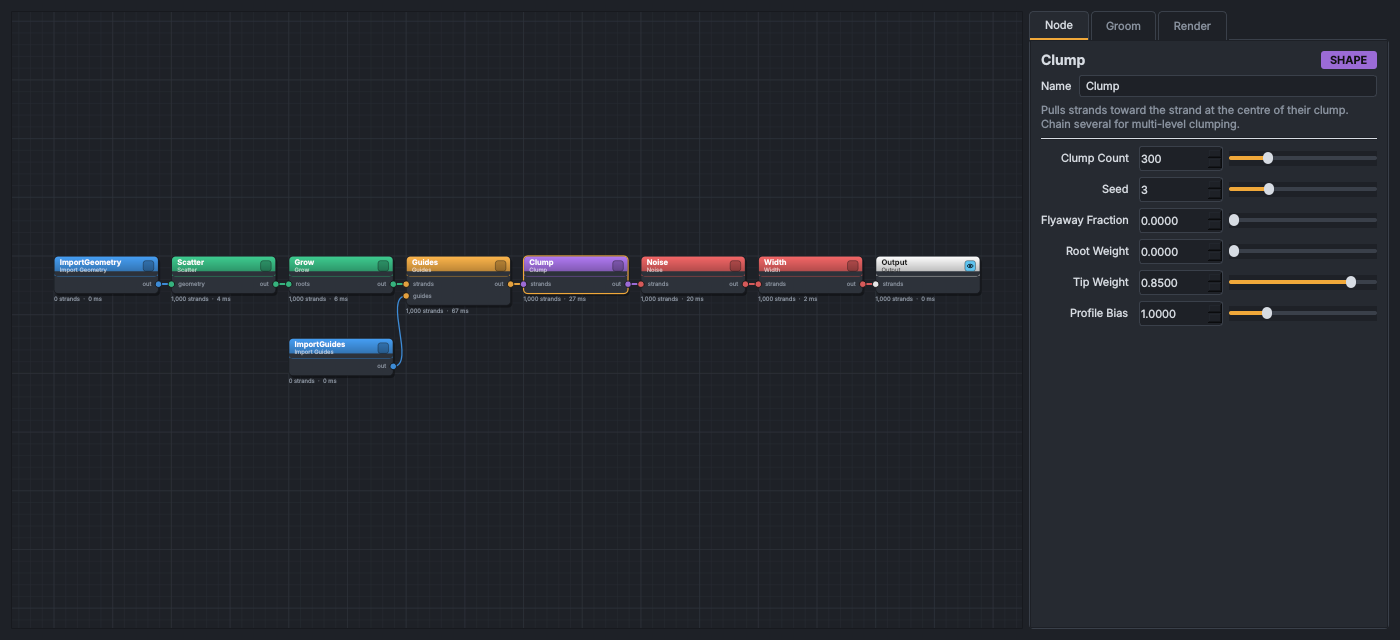 Node Groom Render
Clump SHAPE
Name Clump
Pulls strands toward the strand at the centre of their clump.
Chain several for multi-level clumping.
Clump Count 300
Seed 3
Flyaway Fraction 0.0000
Root Weight 0.0000
Tip Weight 0.8500
Profile Bias 1.0000
ImportGeometry
Import Geometry
out
0 strands · 0 ms
Scatter
Scatter
geometry out
1,000 strands · 4 ms
Grow
Grow
roots out
1,000 strands · 6 ms
Guides
Guides
strands out
guides
1,000 strands · 67 ms
Clump
Clump
strands out
1,000 strands · 27 ms
Noise
Noise
strands out
1,000 strands · 20 ms
Width
Width
strands out
1,000 strands · 2 ms
Output
Output
strands
1,000 strands · 0 ms
ImportGuides
Import Guides
out
0 strands · 0 ms